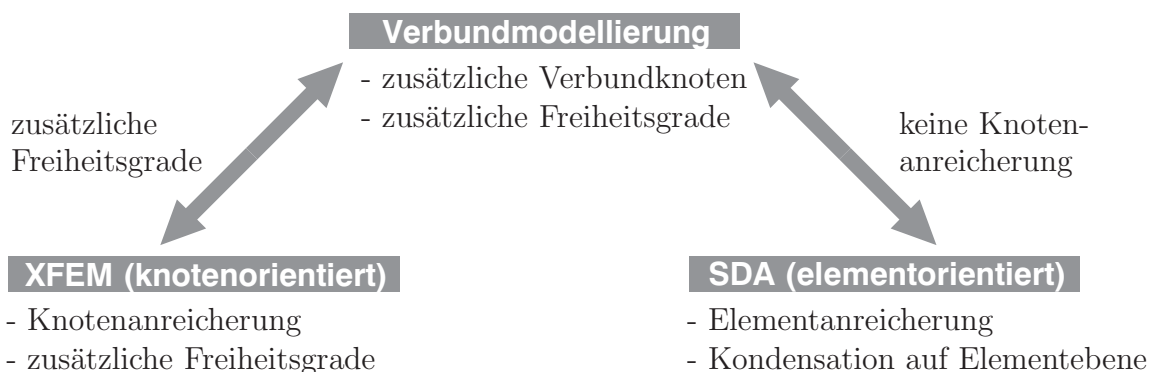 Verbundmodellierung
- zusätzliche Verbundknoten
- zusätzliche Freiheitsgrade
zusätzliche
Freiheitsgrade
keine Knoten-
anreicherung
XFEM (knotenorientiert)
- Knotenanreicherung
- zusätzliche Freiheitsgrade
SDA (elementorientiert)
- Elementanreicherung
- Kondensation auf Elementebene